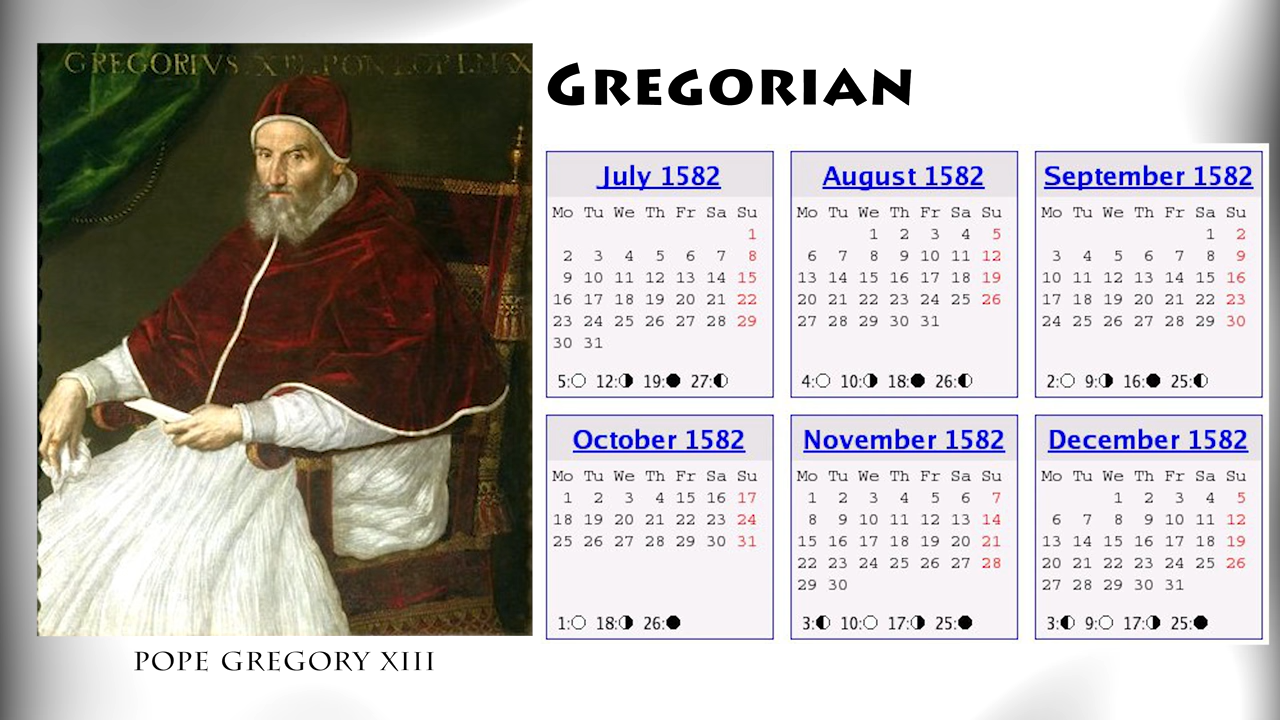 GREGORIVS XIII PONT OPT MAX
GREGORIAN
July 1582
Mo Tu We Th Fr Sa Su
1
2 3 4 5 6 7 8
9 10 11 12 13 14 15
16 17 18 19 20 21 22
23 24 25 26 27 28 29
30 31
5:○ 12:◑ 19:● 27:◐
August 1582
Mo Tu We Th Fr Sa Su
1 2 3 4 5
6 7 8 9 10 11 12
13 14 15 16 17 18 19
20 21 22 23 24 25 26
27 28 29 30 31
4:○ 10:◑ 18:● 26:◐
September 1582
Mo Tu We Th Fr Sa Su
1 2
3 4 5 6 7 8 9
10 11 12 13 14 15 16
17 18 19 20 21 22 23
24 25 26 27 28 29 30
2:○ 9:◑ 16:● 25:◐
October 1582
Mo Tu We Th Fr Sa Su
1 2 3 4 15 16 17
18 19 20 21 22 23 24
25 26 27 28 29 30 31
1:○ 18:◑ 26:●
November 1582
Mo Tu We Th Fr Sa Su
1 2 3 4 5 6 7
8 9 10 11 12 13 14
15 16 17 18 19 20 21
22 23 24 25 26 27 28
29 30
3:◐ 10:○ 17:◑ 25:●
December 1582
Mo Tu We Th Fr Sa Su
1 2 3 4 5
6 7 8 9 10 11 12
13 14 15 16 17 18 19
20 21 22 23 24 25 26
27 28 29 30 31
3:◐ 9:○ 17:◑ 25:●
POPE GREGORY XIII